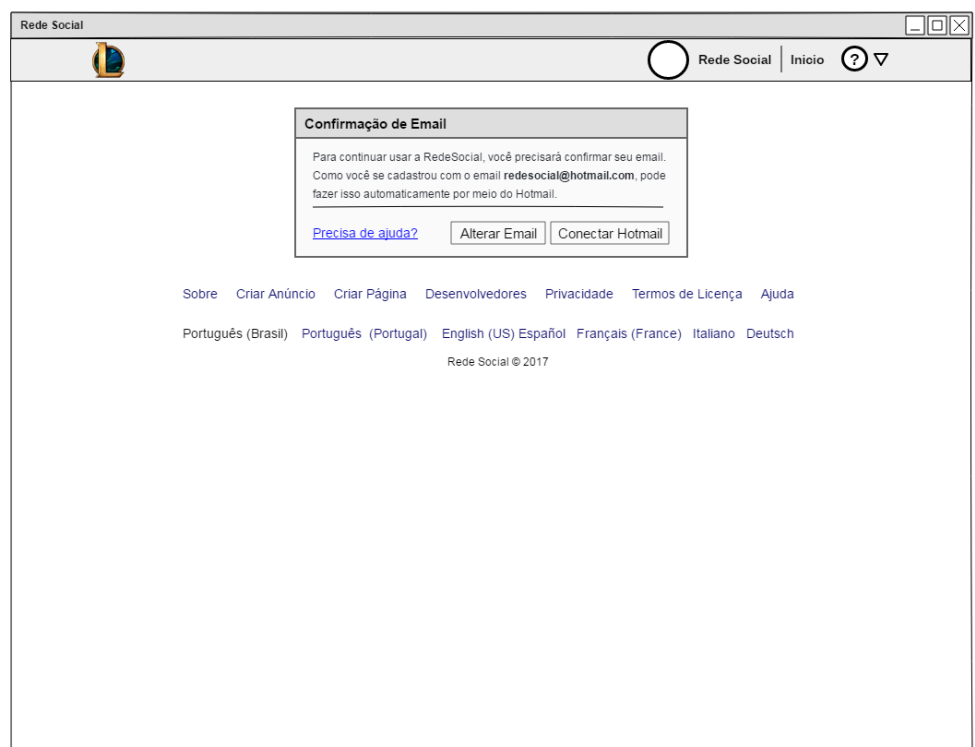 Rede Social
Rede Social Inicio ?
Confirmação de Email
Para continuar usar a RedeSocial, você precisará confirmar seu email.
Como você se cadastrou com o email redesocial@hotmail.com, pode
fazer isso automaticamente por meio do Hotmail.
Precisa de ajuda? Alterar Email Conectar Hotmail
Sobre Criar Anúncio Criar Página Desenvolvedores Privacidade Termos de Licença Ajuda
Português (Brasil) Português (Portugal) English (US) Español Français (France) Italiano Deutsch
Rede Social © 2017